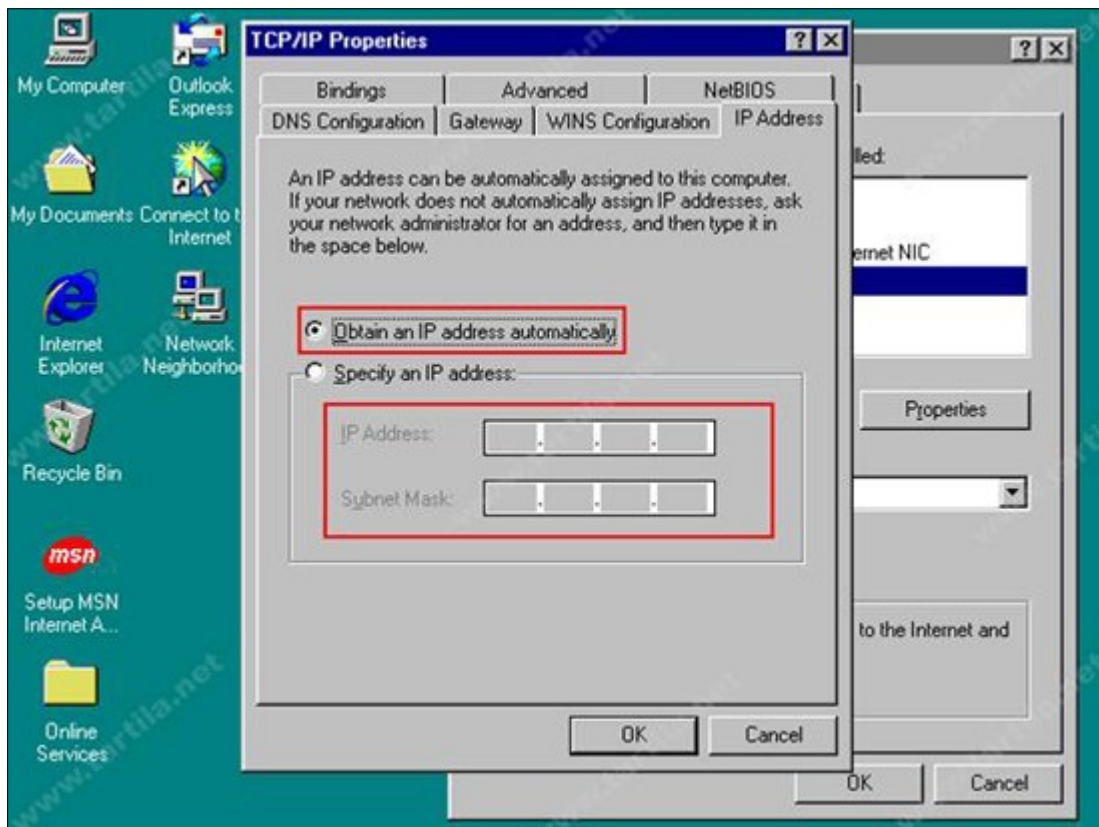 My Computer
Outlook
Express
My Documents
Connect to t
Internet
Internet
Explorer
Network
Neighborho
Recycle Bin
msn
Setup MSN
Internet A...
Online
Services
TCP/IP Properties
Bindings
Advanced
NetBIOS
DNS Configuration
Gateway
WINS Configuration
IP Address
An IP address can be automatically assigned to this computer.
If your network does not automatically assign IP addresses, ask
your network administrator for an address, and then type it in
the space below.
Obtain an IP address automatically
Specify an IP address:
IP Address:
. . .
Subnet Mask:
. . .
OK
Cancel
lled:
ernet NIC
Properties
to the Internet and
OK
Cancel
www.tartila.net